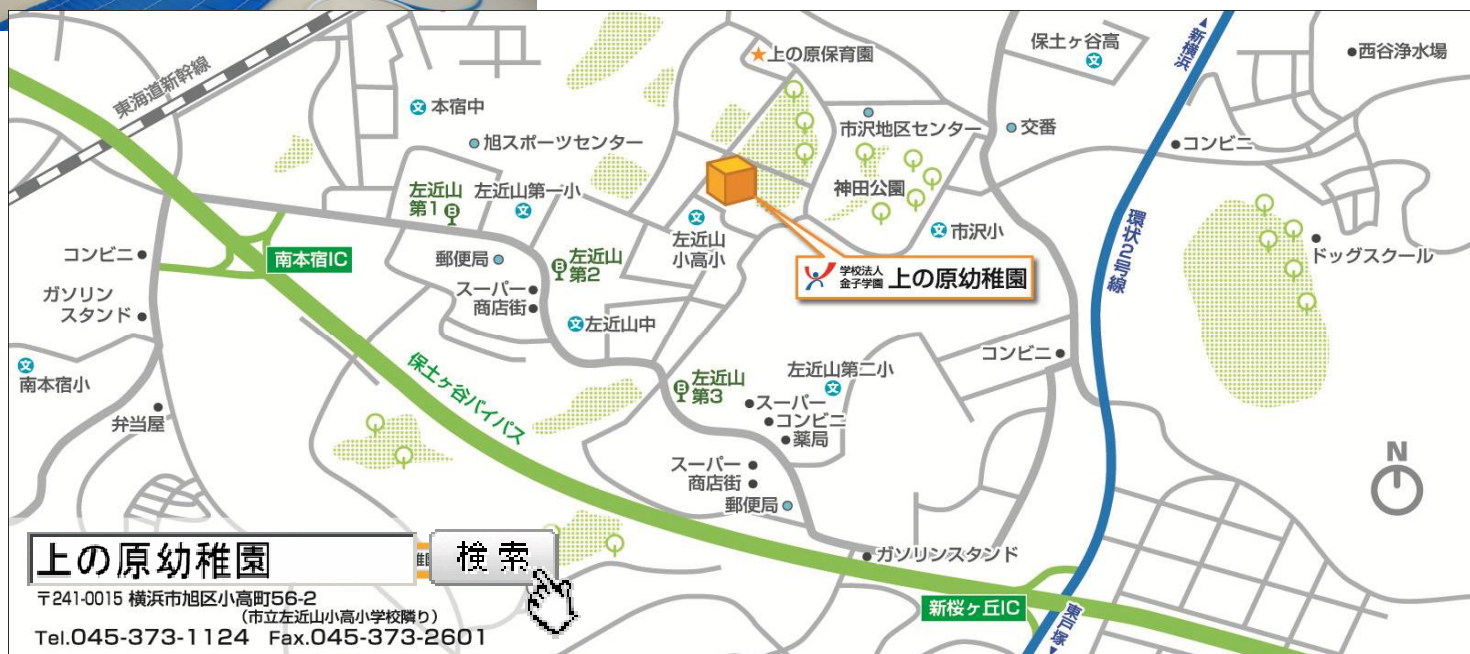 東海道新幹線
本宿中
旭スポーツセンター
★上の原保育園
保土ヶ谷高
▲新横浜
西谷浄水場
市沢地区センター
交番
コンビニ
左近山
第1
左近山第一小
神田公園
左近山
小高小
市沢小
環状2号線
ドッグスクール
コンビニ
南本宿IC
郵便局
左近山
第2
学校法人
金子学園 上の原幼稚園
ガソリン
スタンド
スーパー
商店街
左近山中
南本宿小
保土ヶ谷バイパス
左近山
第3
左近山第二小
コンビニ
弁当屋
スーパー
コンビニ
薬局
N
スーパー
商店街
郵便局
ガソリンスタンド
新桜ヶ丘IC
東戸塚▼
上の原幼稚園 検索
〒241-0015 横浜市旭区小高町56-2
(市立左近山小高小学校隣り)
Tel.045-373-1124 Fax.045-373-2601